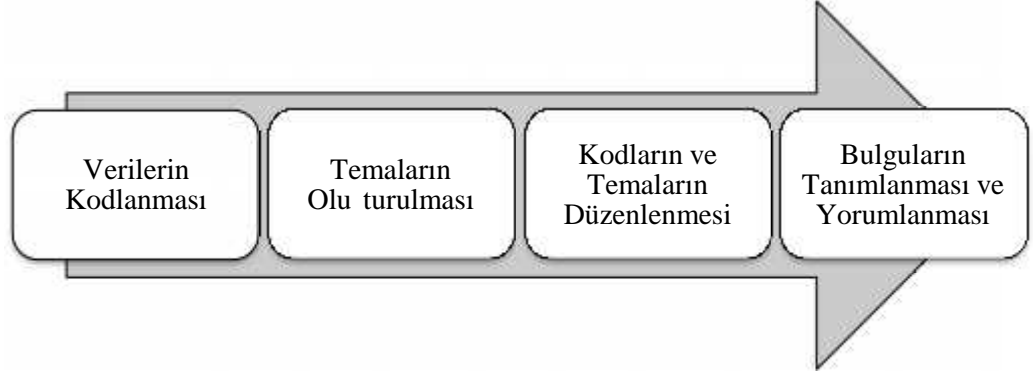 Verilerin
Kodlanması
Temaların
Olu turulması
Kodların ve
Temaların
Düzenlenmesi
Bulguların
Tanımlanması ve
Yorumlanması